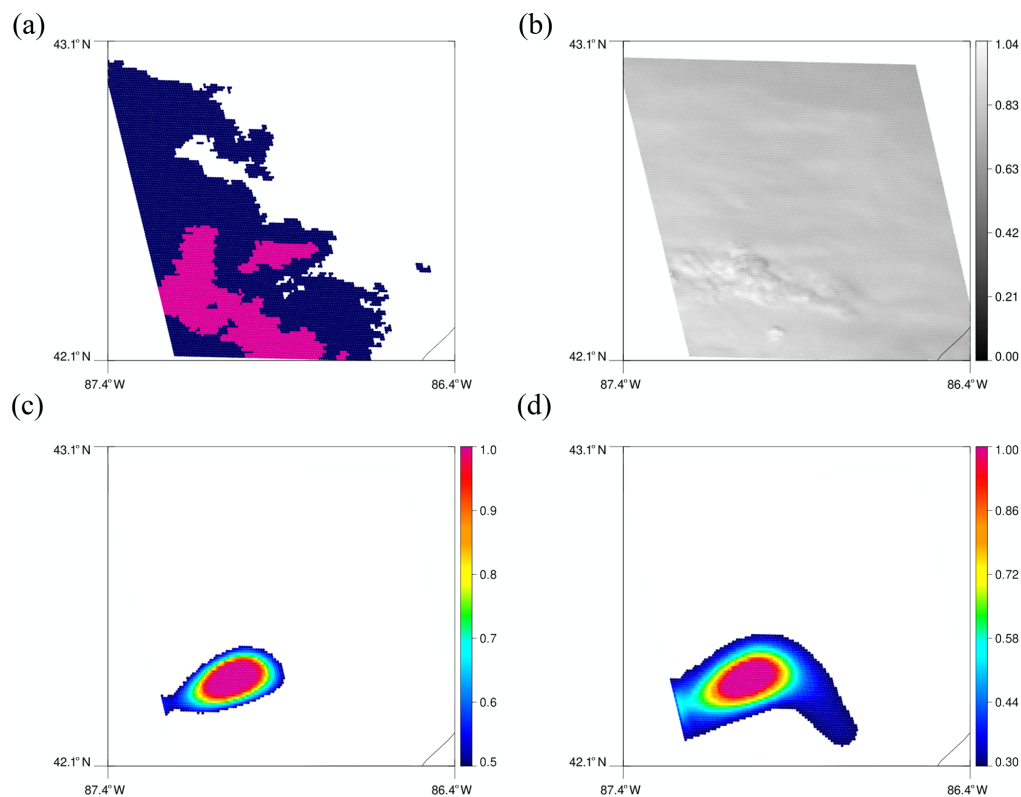 (a)
(b)
43.1° N
42.1° N
87.4° W
86.4° W
43.1° N
42.1° N
87.4° W
86.4° W
1.04
0.83
0.63
0.42
0.21
0.00
(c)
(d)
43.1° N
42.1° N
87.4° W
86.4° W
1.0
0.9
0.8
0.7
0.6
0.5
43.1° N
42.1° N
87.4° W
86.4° W
1.00
0.86
0.72
0.58
0.44
0.30